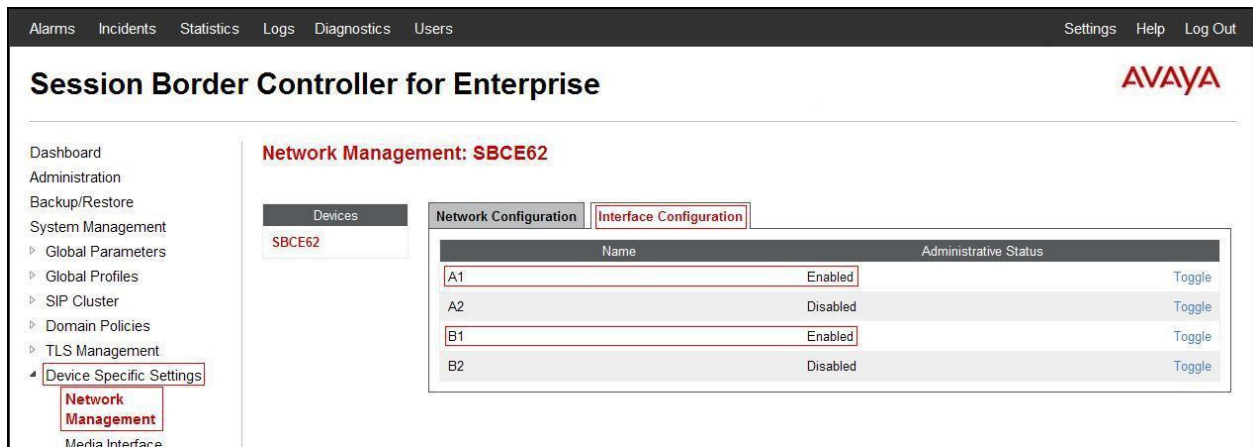 Alarms Incidents Statistics Logs Diagnostics Users Settings Help Log Out
Session Border Controller for Enterprise
AVAYA
Dashboard
Administration
Backup/Restore
System Management
Global Parameters
Global Profiles
SIP Cluster
Domain Policies
TLS Management
Device Specific Settings
Network
Management
Media Interface
Network Management: SBCE62
Devices
SBCE62
Network Configuration Interface Configuration
Name Administrative Status
A1 Enabled Toggle
A2 Disabled Toggle
B1 Enabled Toggle
B2 Disabled Toggle